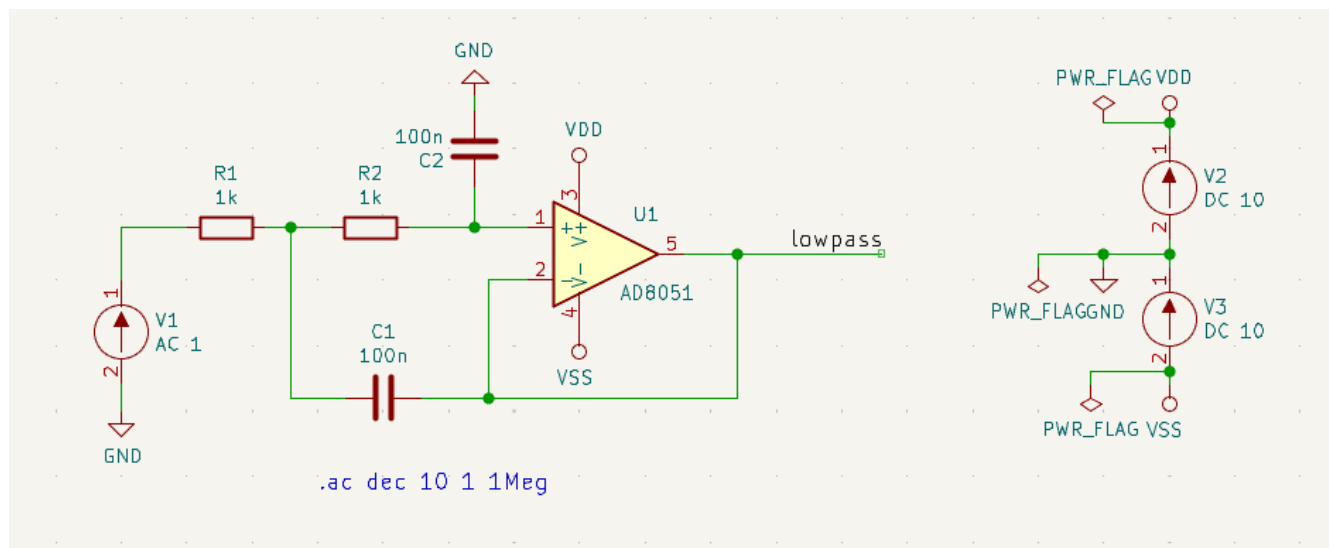 GND
PWR_FLAG VDD
100n
C2
VDD
R1
1k
R2
1k
3
1
U1
1
V2
DC 10
+
V+
5
lowpass
2
2
-
V-
AD8051
1
V1
AC 1
C1
100n
4
PWR_FLAG GND
1
V3
DC 10
2
VSS
2
GND
PWR_FLAG VSS
.ac dec 10 1 1Meg